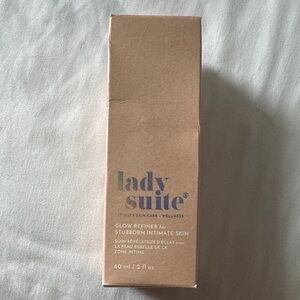 lady
suite®
INTIMATE SKIN CARE + WELLNESS
GLOW REFINER for
STUBBORN INTIMATE SKIN
SOIN RÉVÉLATEUR D'ÉCLAT pour
LA PEAU REBELLE DE LA
ZONE INTIME
60 ml / 2 fl oz